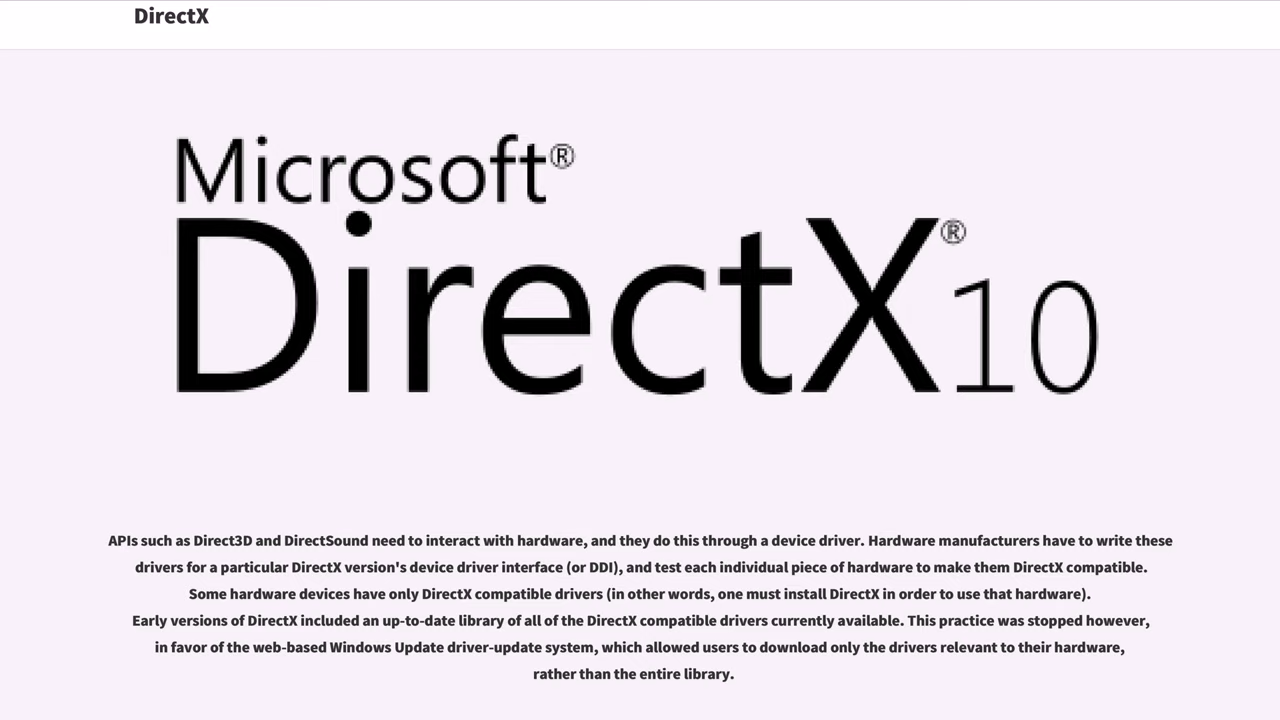 DirectX
Microsoft®
DirectX®10
APIs such as Direct3D and DirectSound need to interact with hardware, and they do this through a device driver. Hardware manufacturers have to write these
drivers for a particular DirectX version's device driver interface (or DDI), and test each individual piece of hardware to make them DirectX compatible.
Some hardware devices have only DirectX compatible drivers (in other words, one must install DirectX in order to use that hardware).
Early versions of DirectX included an up-to-date library of all of the DirectX compatible drivers currently available. This practice was stopped however,
in favor of the web-based Windows Update driver-update system, which allowed users to download only the drivers relevant to their hardware,
rather than the entire library.